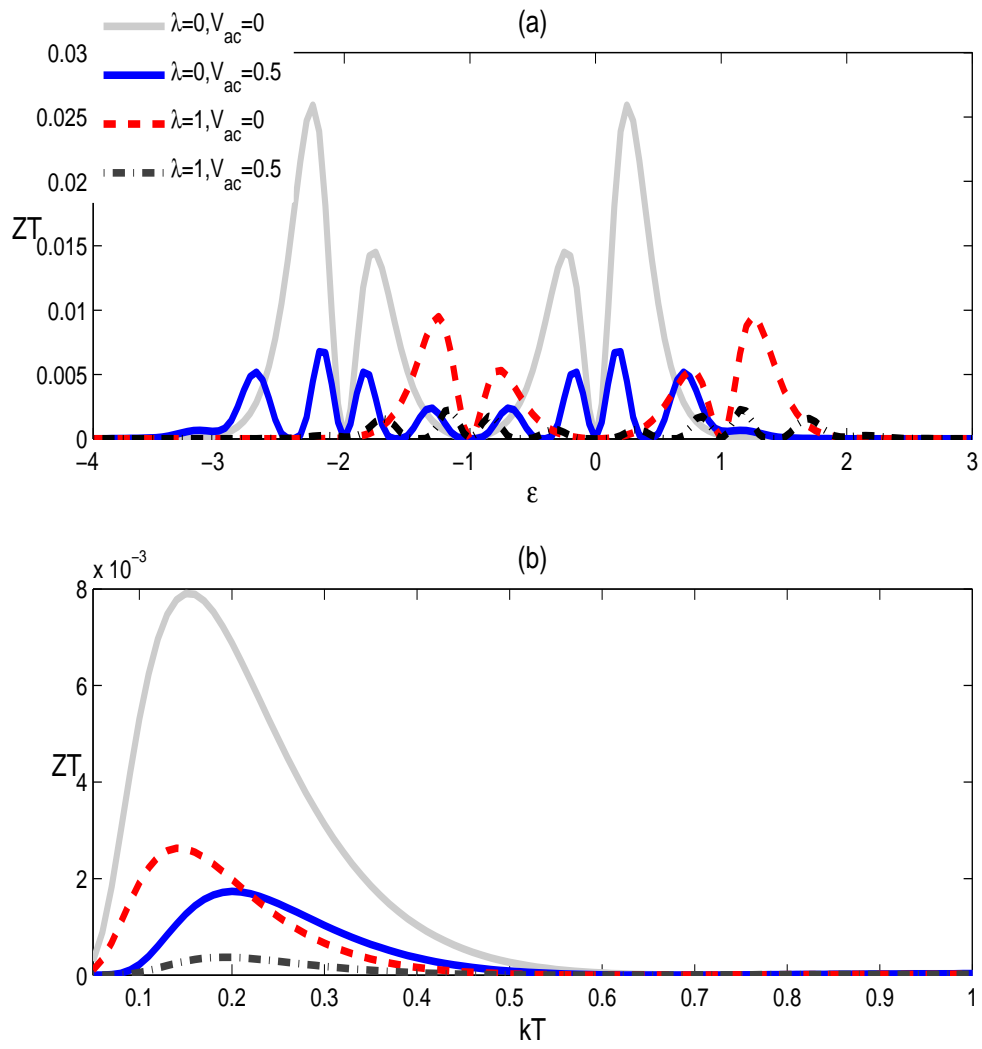 (a)
λ=0,V_ac=0
λ=0,V_ac=0.5
λ=1,V_ac=0
λ=1,V_ac=0.5
0.03
0.025
0.02
0.015
0.01
0.005
0
ZT
−4 −3 −2 −1 0 1 2 3
ε
(b)
x 10^−3
8
6
4
2
0
ZT
0.1 0.2 0.3 0.4 0.5 0.6 0.7 0.8 0.9 1
kT